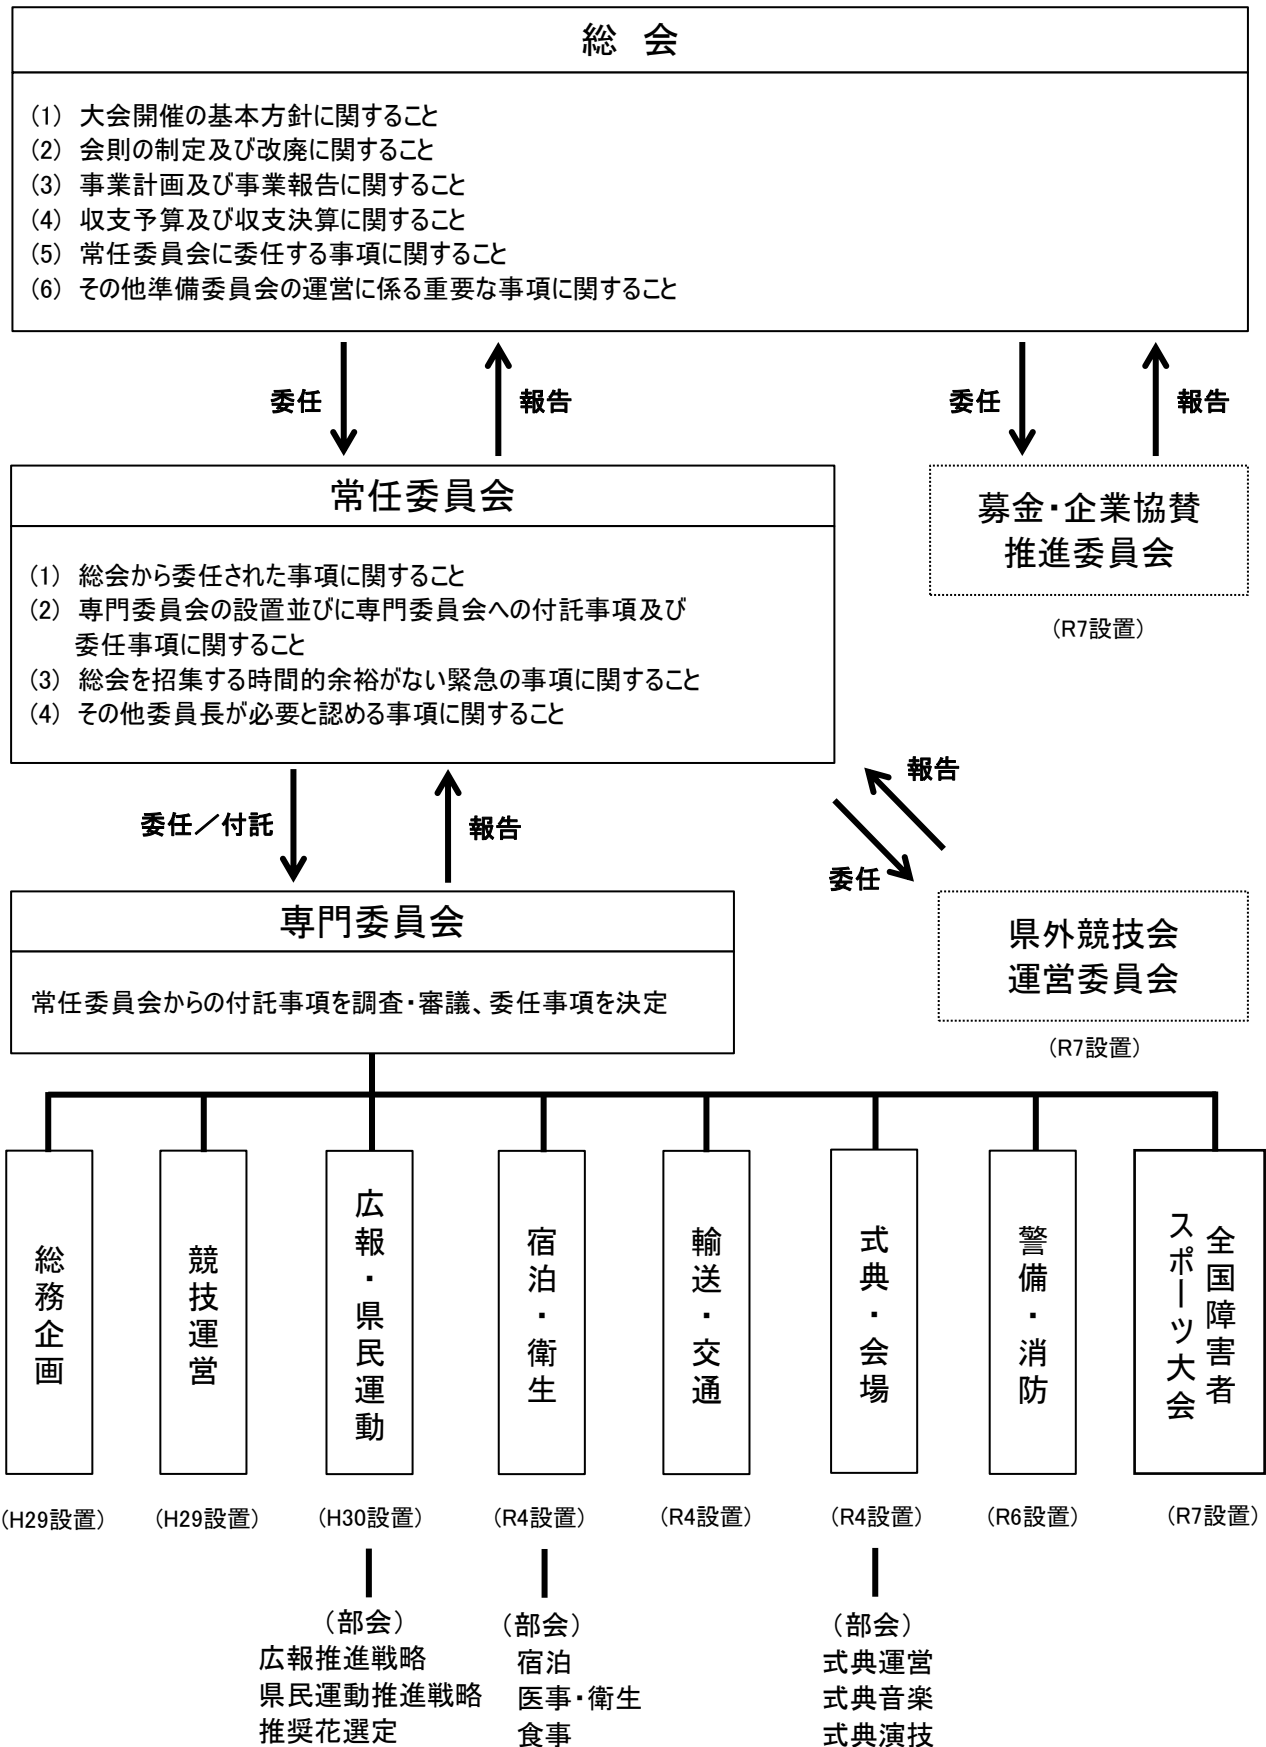 総　会
(1) 大会開催の基本方針に関すること
(2) 会則の制定及び改廃に関すること
(3) 事業計画及び事業報告に関すること
(4) 収支予算及び収支決算に関すること
(5) 常任委員会に委任する事項に関すること
(6) その他準備委員会の運営に係る重要な事項に関すること
委任
報告
委任
報告
常任委員会
(1) 総会から委任された事項に関すること
(2) 専門委員会の設置並びに専門委員会への付託事項及び
委任事項に関すること
(3) 総会を招集する時間的余裕がない緊急の事項に関すること
(4) その他委員長が必要と認める事項に関すること
募金・企業協賛
推進委員会
(R7設置)
委任／付託
報告
報告
委任
専門委員会
常任委員会からの付託事項を調査・審議、委任事項を決定
県外競技会
運営委員会
(R7設置)
総務企画
競技運営
広報・県民運動
宿泊・衛生
輸送・交通
式典・会場
警備・消防
全国障害者
スポーツ大会
(H29設置)
(H29設置)
(H30設置)
(R4設置)
(R4設置)
(R4設置)
(R6設置)
(R7設置)
(部会)
広報推進戦略
県民運動推進戦略
推奨花選定
(部会)
宿泊
医事・衛生
食事
(部会)
式典運営
式典音楽
式典演技